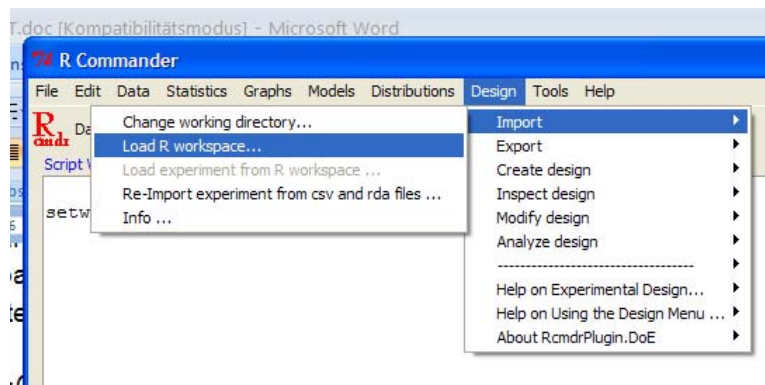 T.doc [Kompatibilitätsmodus] - Microsoft Word
R Commander
File Edit Data Statistics Graphs Models Distributions Design Tools Help
R
cmdr
Da
Script
setw
Change working directory...
Load R workspace...
Load experiment from R workspace ...
Re-Import experiment from csv and rda files ...
Info ...
Import
Export
Create design
Inspect design
Modify design
Analyze design
-----------------------------------
Help on Experimental Design...
Help on Using the Design Menu ...
About RcmdrPlugin.DoE